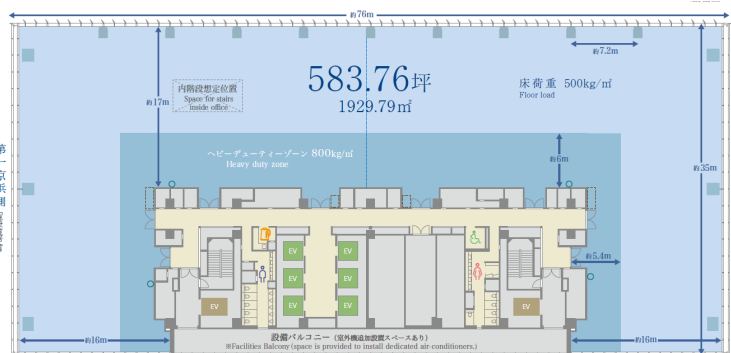 約76m
583.76坪
1929.79㎡
内階段想定位置
Space for stairs
inside office
床荷重 500kg/㎡
Floor load
約7.2m
約17m
ヘビーデューティーゾーン 800kg/㎡
Heavy duty zone
約6m
約35m
第一京浜側
約5.4m
EV
EV
EV
EV
EV
EV
EV
EV
約16m
約16m
設備バルコニー（室外機追加設置スペースあり）
※Facilities Balcony (space is provided to install dedicated air-conditioners.)